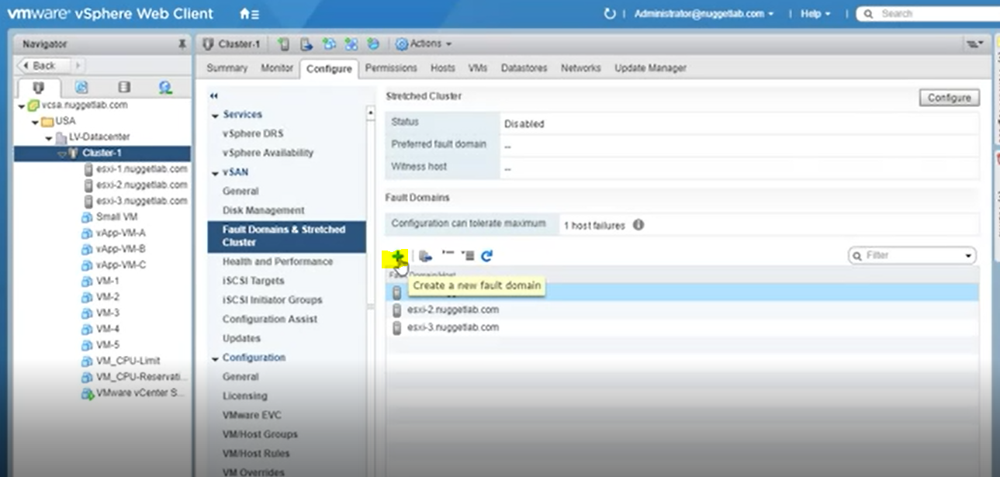 vmware® vSphere Web Client
Administrator@nuggetlab.com
Help
Search
Navigator
Back
vcsa.nuggetlab.com
USA
LV-Datacenter
Cluster-1
esxi-1.nuggetlab.com
esxi-2.nuggetlab.com
esxi-3.nuggetlab.com
Small VM
vApp-VM-A
vApp-VM-B
vApp-VM-C
VM-1
VM-2
VM-3
VM-4
VM-5
VM_CPU-Limit
VM_CPU-Reservati...
VMware vCenter S...
Cluster-1
Actions
Summary Monitor Configure Permissions Hosts VMs Datastores Networks Update Manager
Services
vSphere DRS
vSphere Availability
vSAN
General
Disk Management
Fault Domains & Stretched
Cluster
Health and Performance
iSCSI Targets
iSCSI Initiator Groups
Configuration Assist
Updates
Configuration
General
Licensing
VMware EVC
VM/Host Groups
VM/Host Rules
VM Overrides
Stretched Cluster
Configure
Status Disabled
Preferred fault domain --
Witness host --
Fault Domains
Configuration can tolerate maximum 1 host failures
Filter
Create a new fault domain
esxi-2.nuggetlab.com
esxi-3.nuggetlab.com